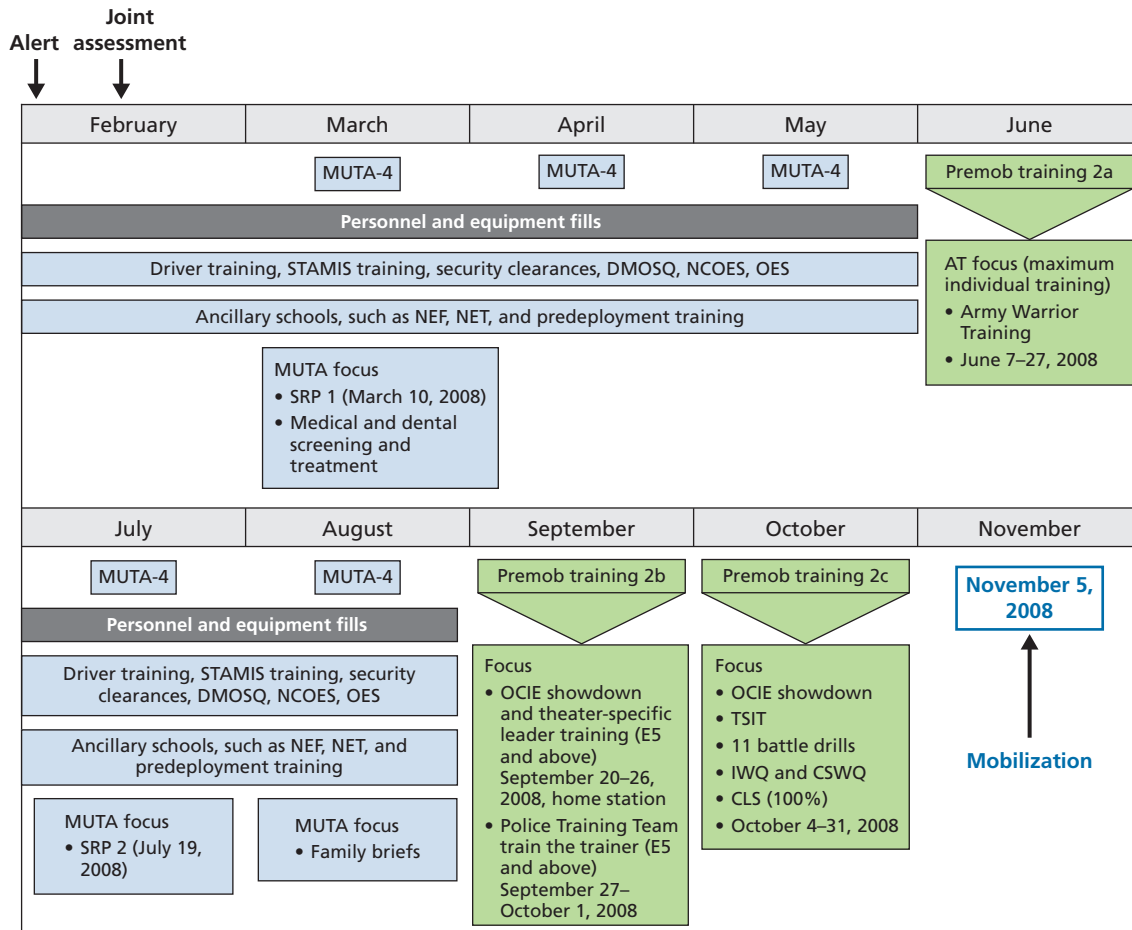 Alert
Joint
assessment
February
March
April
May
June
MUTA-4
MUTA-4
MUTA-4
Premob training 2a
Personnel and equipment fills
Driver training, STAMIS training, security clearances, DMOSQ, NCOES, OES
Ancillary schools, such as NEF, NET, and predeployment training
AT focus (maximum
individual training)
• Army Warrior
Training
• June 7–27, 2008
MUTA focus
• SRP 1 (March 10, 2008)
• Medical and dental
screening and
treatment
July
August
September
October
November
MUTA-4
MUTA-4
Premob training 2b
Premob training 2c
November 5,
2008
Personnel and equipment fills
Driver training, STAMIS training, security
clearances, DMOSQ, NCOES, OES
Ancillary schools, such as NEF, NET, and
predeployment training
MUTA focus
• SRP 2 (July 19,
2008)
MUTA focus
• Family briefs
Focus
• OCIE showdown
and theater-specific
leader training (E5
and above)
September 20–26,
2008, home station
• Police Training Team
train the trainer (E5
and above)
September 27–
October 1, 2008
Focus
• OCIE showdown
• TSIT
• 11 battle drills
• IWQ and CSWQ
• CLS (100%)
• October 4–31, 2008
Mobilization